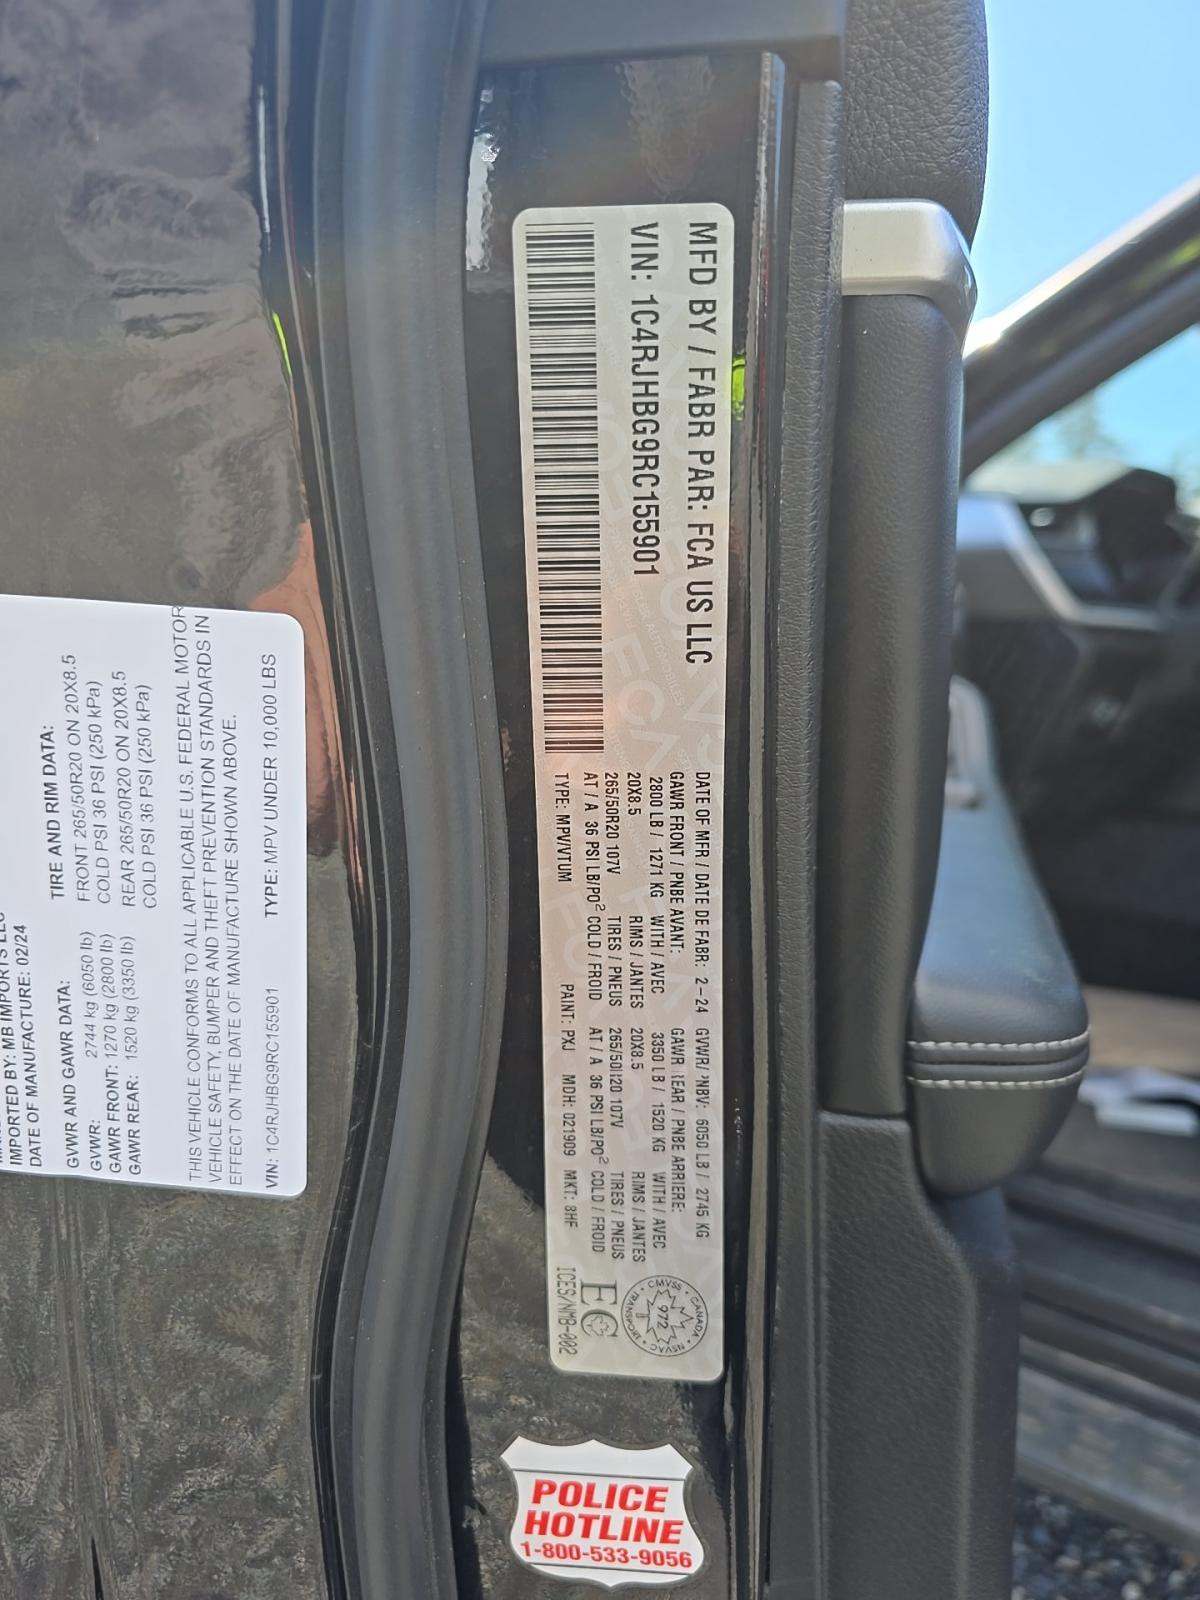 MFD BY / FABR PAR: FCA US LLC
VIN: 1C4RJHBG9RC155901
DATE OF MFR / DATE DE FABR: 2-24 GVWR/ NBV: 6050 LB / 2745 KG
GAWR FRONT / PNBE AVANT: GAWR REAR / PNBE ARRIERE:
2800 LB / 1271 KG WITH / AVEC 3350 LB / 1520 KG WITH / AVEC
20X8.5 RIMS / JANTES 20X8.5 RIMS / JANTES
265/50R20 107V TIRES / PNEUS 265/50R20 107V TIRES / PNEUS
AT / A 36 PSI LB/PO² COLD / FROID AT / A 36 PSI LB/PO² COLD / FROID
TYPE: MPV/VTUM PAINT: PXJ MDH: 021909 MKT: 8HF
CMVSS CANADA NSVAC TRANSPORT
972
EC
ICES/NMB-002
IMPORTED BY: MB IMPORTS LLC
DATE OF MANUFACTURE: 02/24
GVWR AND GAWR DATA: TIRE AND RIM DATA:
GVWR: 2744 kg (6050 lb) FRONT 265/50R20 ON 20X8.5
GAWR FRONT: 1270 kg (2800 lb) COLD PSI 36 PSI (250 kPa)
GAWR REAR: 1520 kg (3350 lb) REAR 265/50R20 ON 20X8.5
COLD PSI 36 PSI (250 kPa)
THIS VEHICLE CONFORMS TO ALL APPLICABLE U.S. FEDERAL MOTOR
VEHICLE SAFETY, BUMPER AND THEFT PREVENTION STANDARDS IN
EFFECT ON THE DATE OF MANUFACTURE SHOWN ABOVE.
VIN: 1C4RJHBG9RC155901 TYPE: MPV UNDER 10,000 LBS
POLICE
HOTLINE
1-800-533-9056